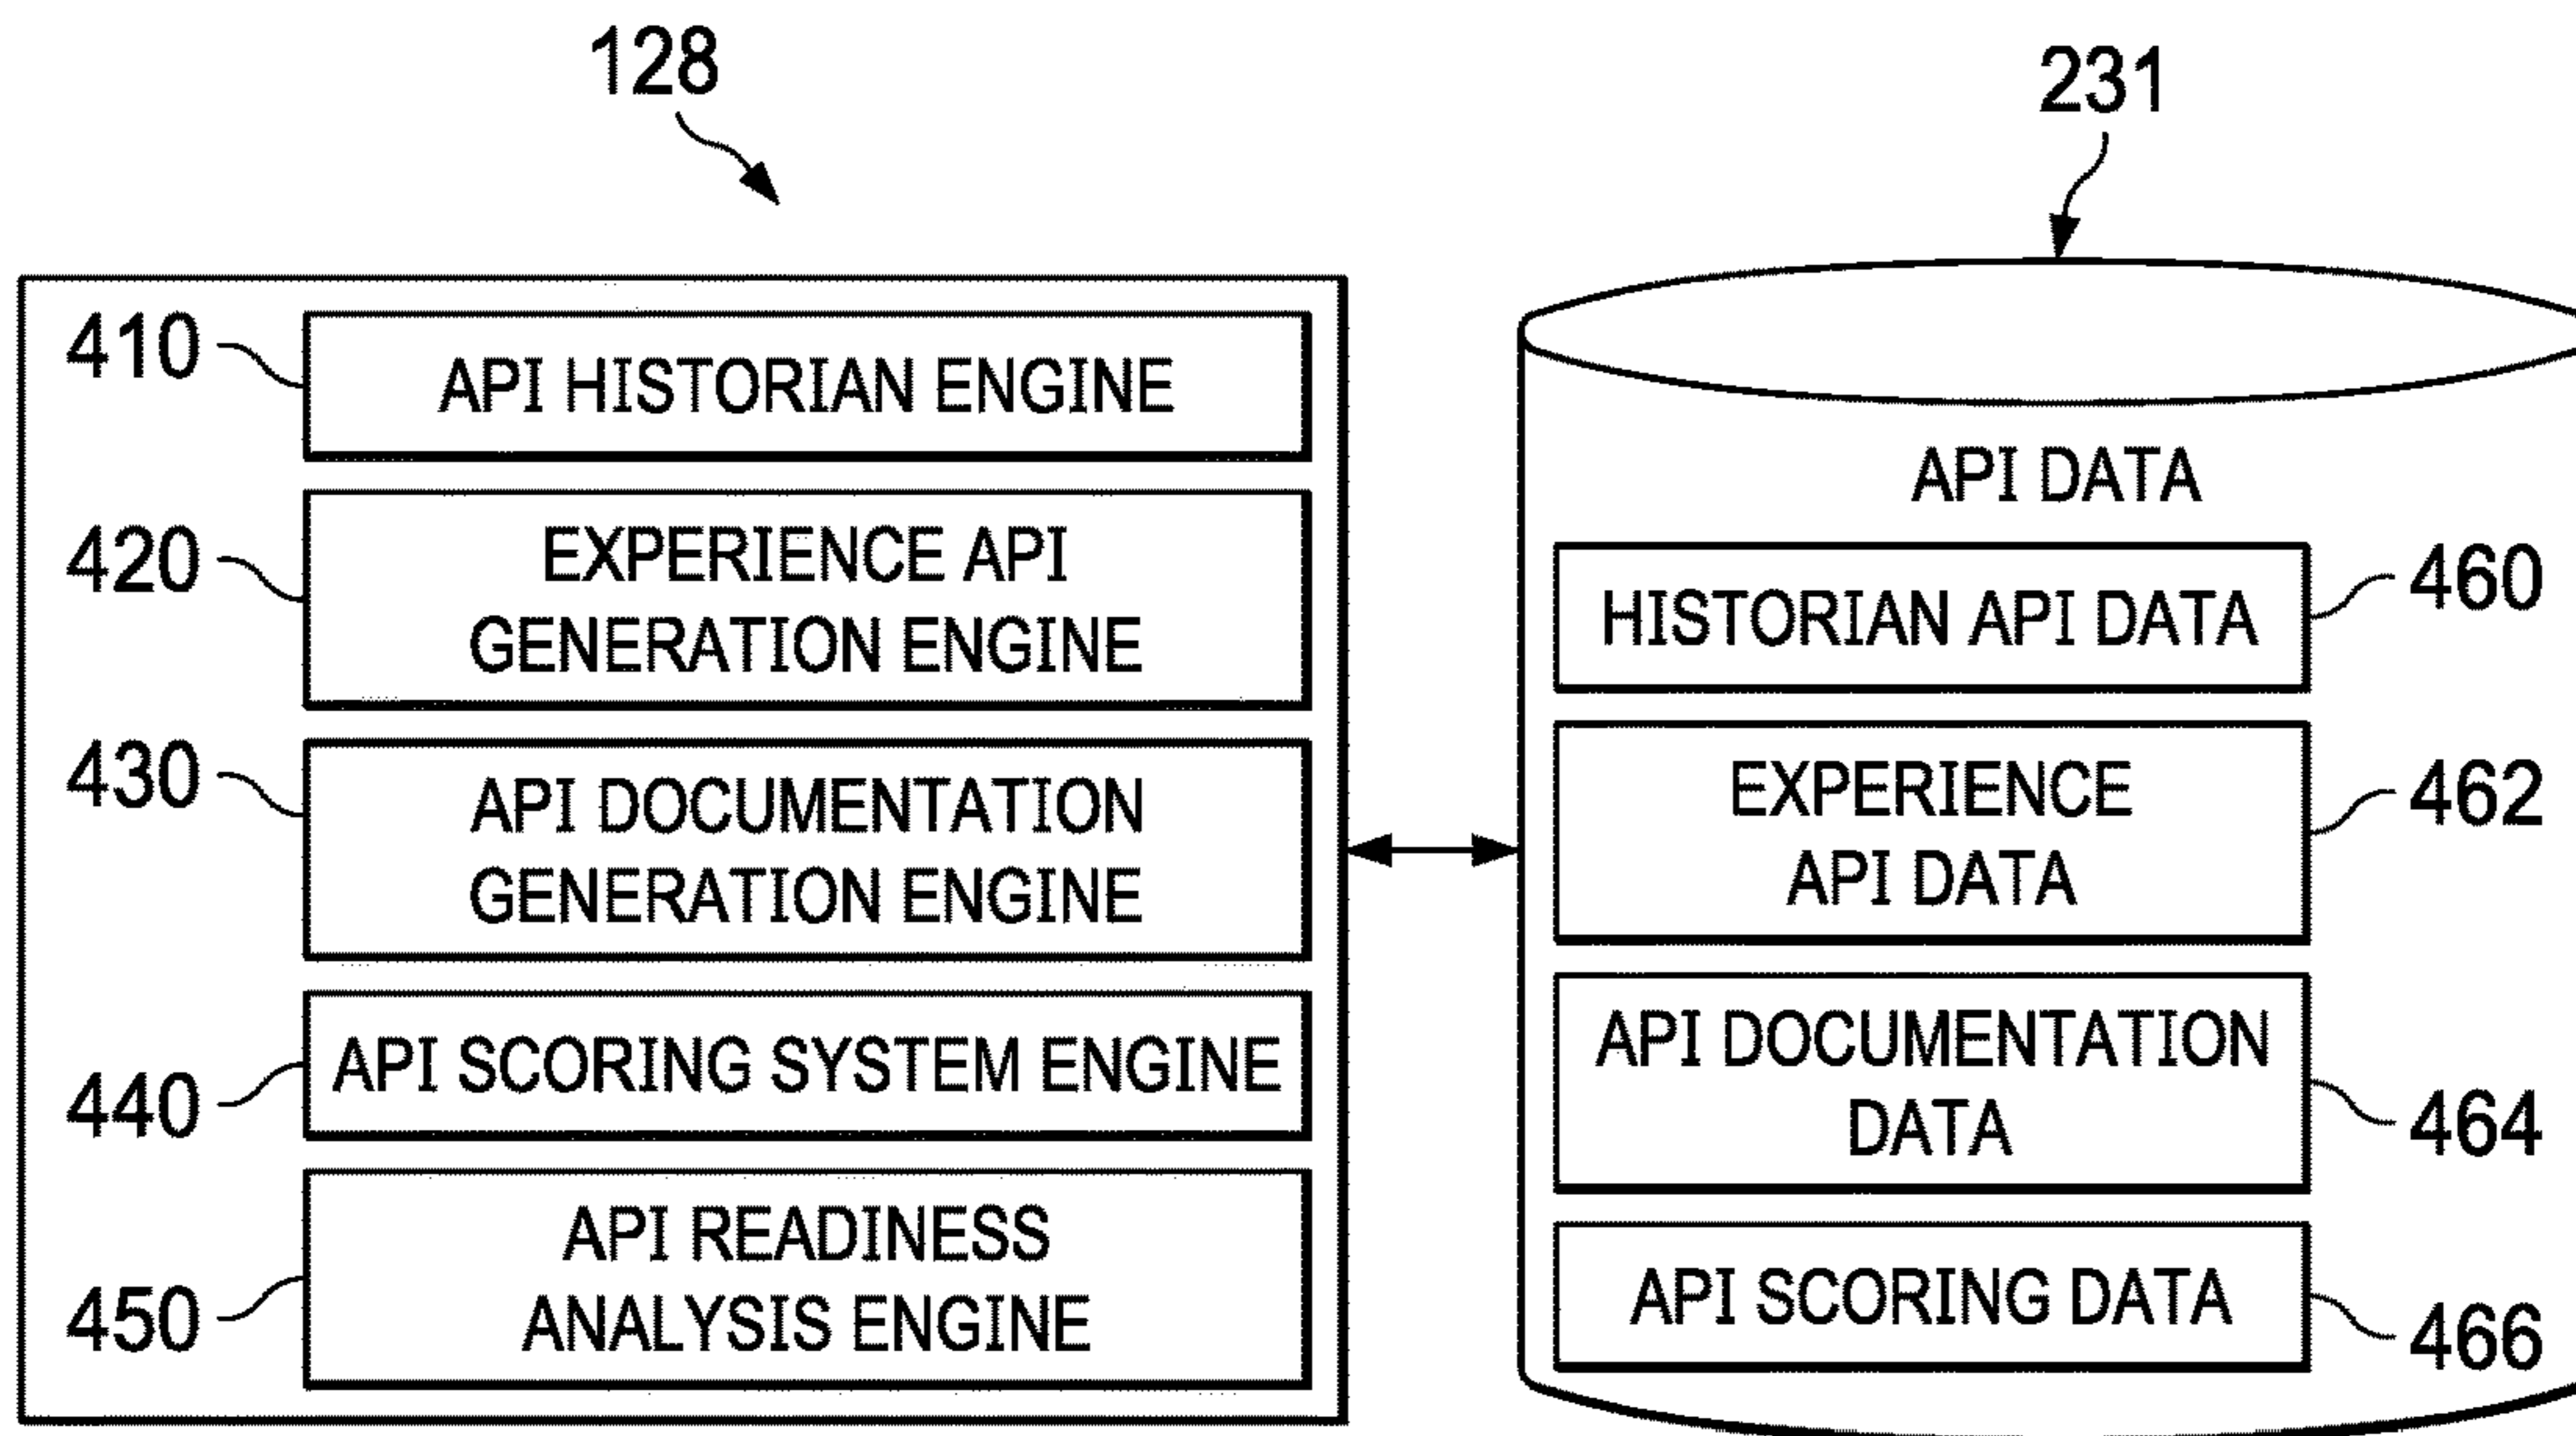 128
231
410
API HISTORIAN ENGINE
420
EXPERIENCE API
GENERATION ENGINE
430
API DOCUMENTATION
GENERATION ENGINE
440
API SCORING SYSTEM ENGINE
450
API READINESS
ANALYSIS ENGINE
API DATA
HISTORIAN API DATA
460
EXPERIENCE
API DATA
462
API DOCUMENTATION
DATA
464
API SCORING DATA
466